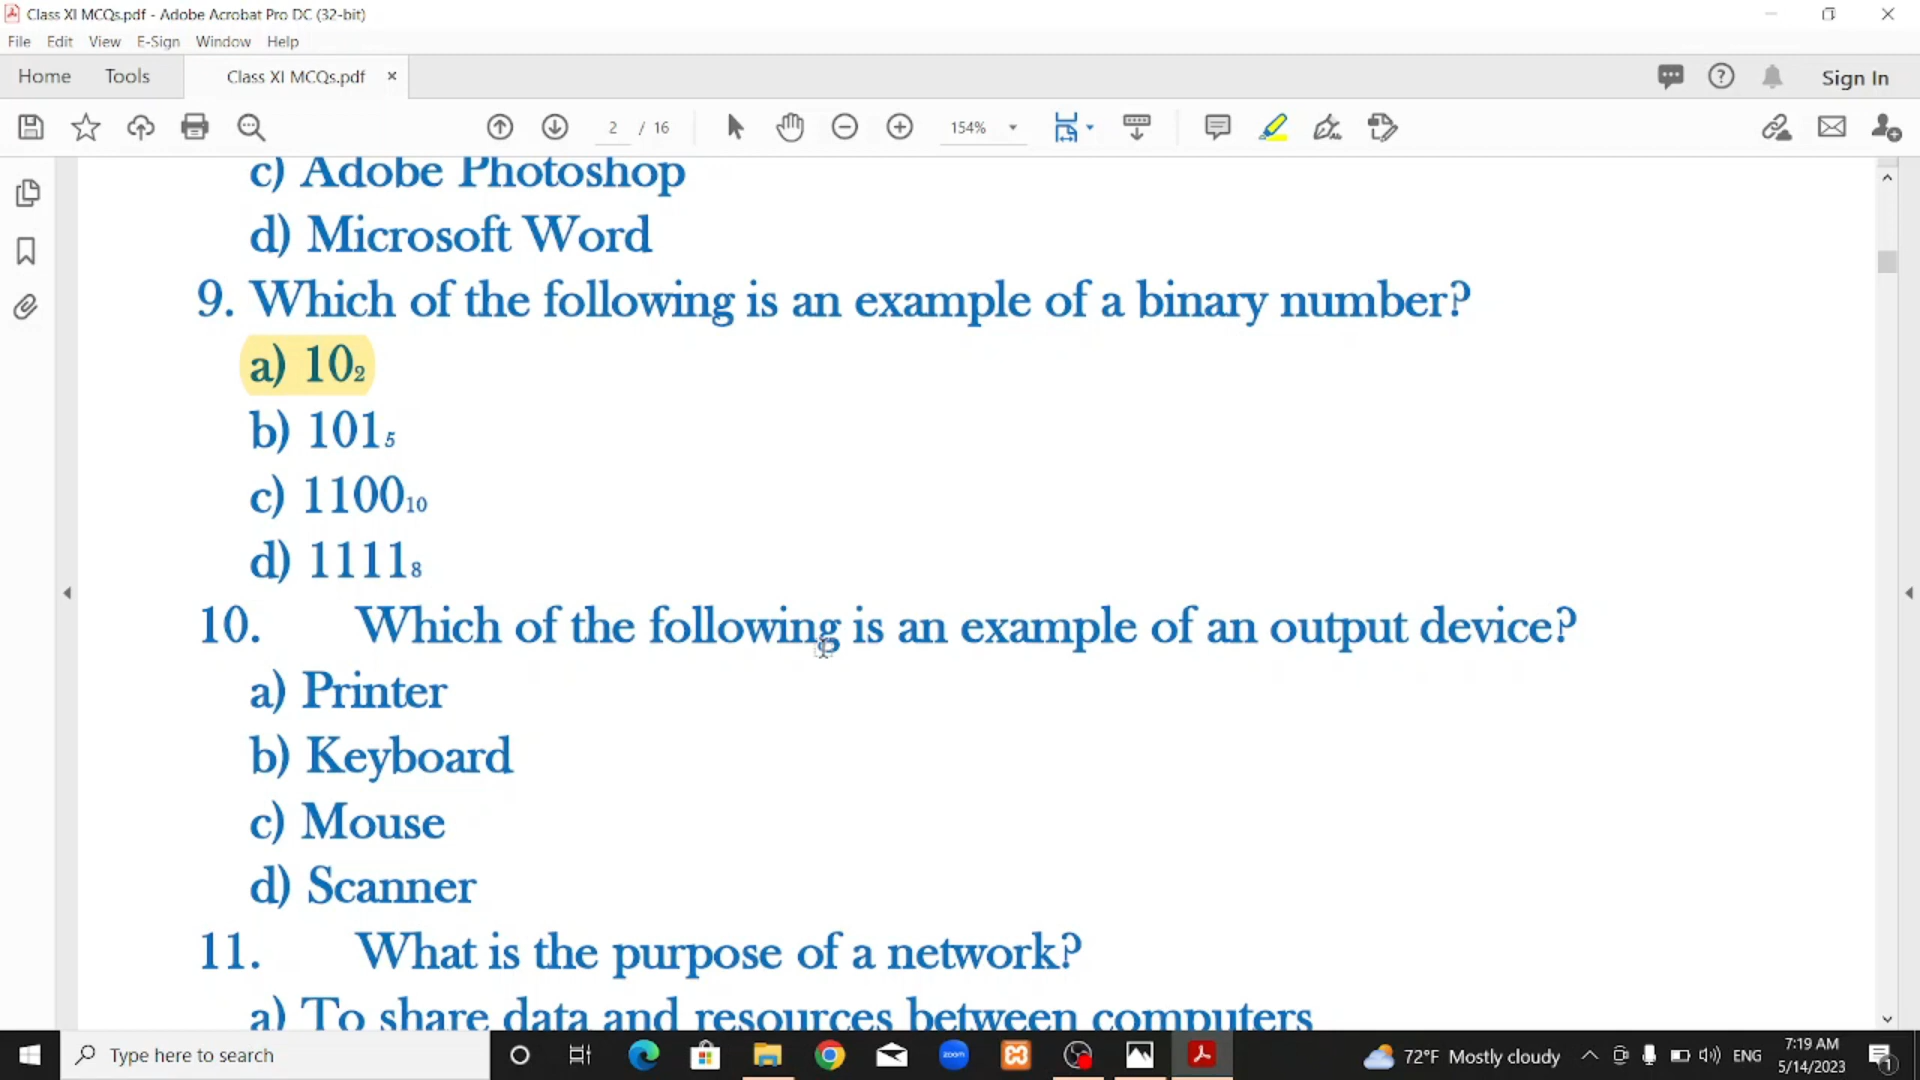 Class XI MCQs.pdf - Adobe Acrobat Pro DC (32-bit)
File Edit View E-Sign Window Help
Home Tools Class XI MCQs.pdf × Sign In
2 / 16 154%
c) Adobe Photoshop
d) Microsoft Word
9. Which of the following is an example of a binary number?
a) 10₂
b) 101₅
c) 1100₁₀
d) 1111₈
10. Which of the following is an example of an output device?
a) Printer
b) Keyboard
c) Mouse
d) Scanner
11. What is the purpose of a network?
a) To share data and resources between computers
Type here to search zoom 72°F Mostly cloudy ENG 7:19 AM
5/14/2023 1